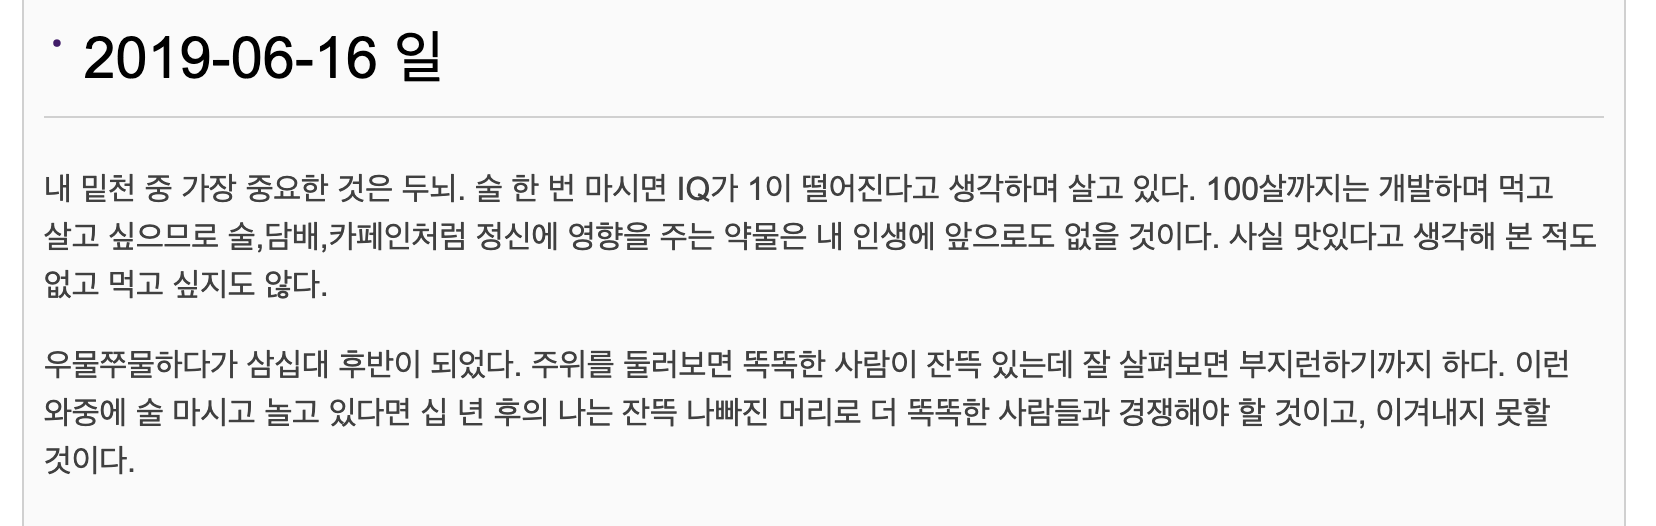 • 2019-06-16 일
내 밑천 중 가장 중요한 것은 두뇌. 술 한 번 마시면 IQ가 1이 떨어진다고 생각하며 살고 있다. 100살까지는 개발하며 먹고
살고 싶으므로 술,담배,카페인처럼 정신에 영향을 주는 약물은 내 인생에 앞으로도 없을 것이다. 사실 맛있다고 생각해 본 적도
없고 먹고 싶지도 않다.
우물쭈물하다가 삼십대 후반이 되었다. 주위를 둘러보면 똑똑한 사람이 잔뜩 있는데 잘 살펴보면 부지런하기까지 하다. 이런
와중에 술 마시고 놀고 있다면 십 년 후의 나는 잔뜩 나빠진 머리로 더 똑똑한 사람들과 경쟁해야 할 것이고, 이겨내지 못할
것이다.